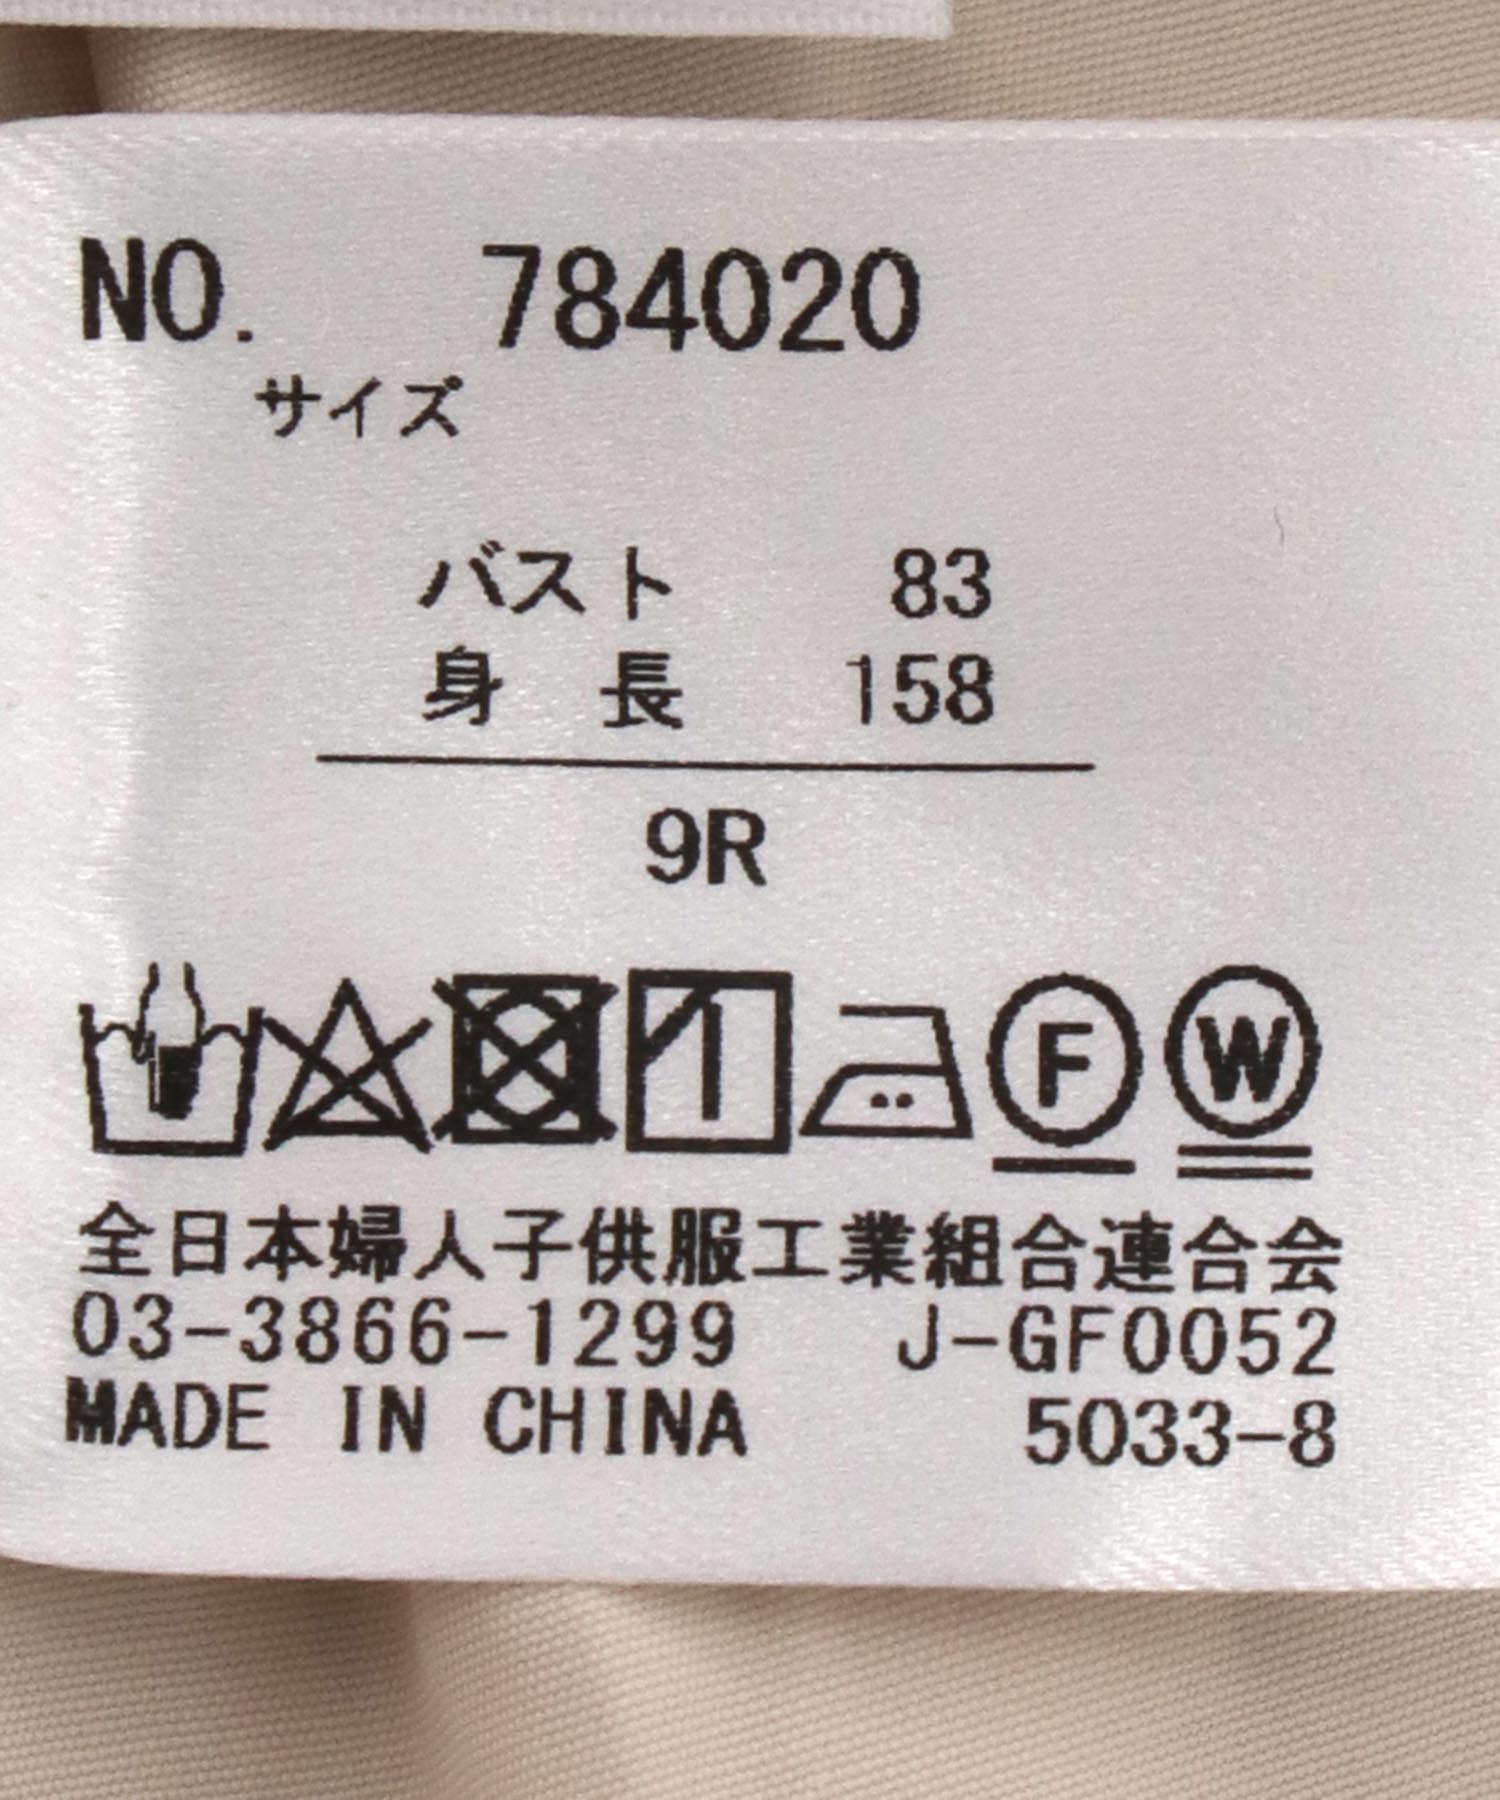 NO. 784020
サイズ
バスト 83
身長 158
9R
F W
全日本婦人子供服工業組合連合会
03-3866-1299 J-GF0052
MADE IN CHINA 5033-8